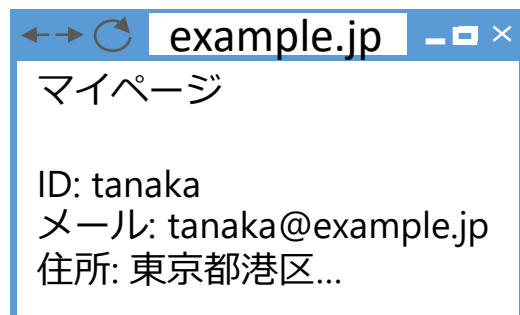 example.jp
マイページ
ID: tanaka
メール: tanaka@example.jp
住所: 東京都港区...